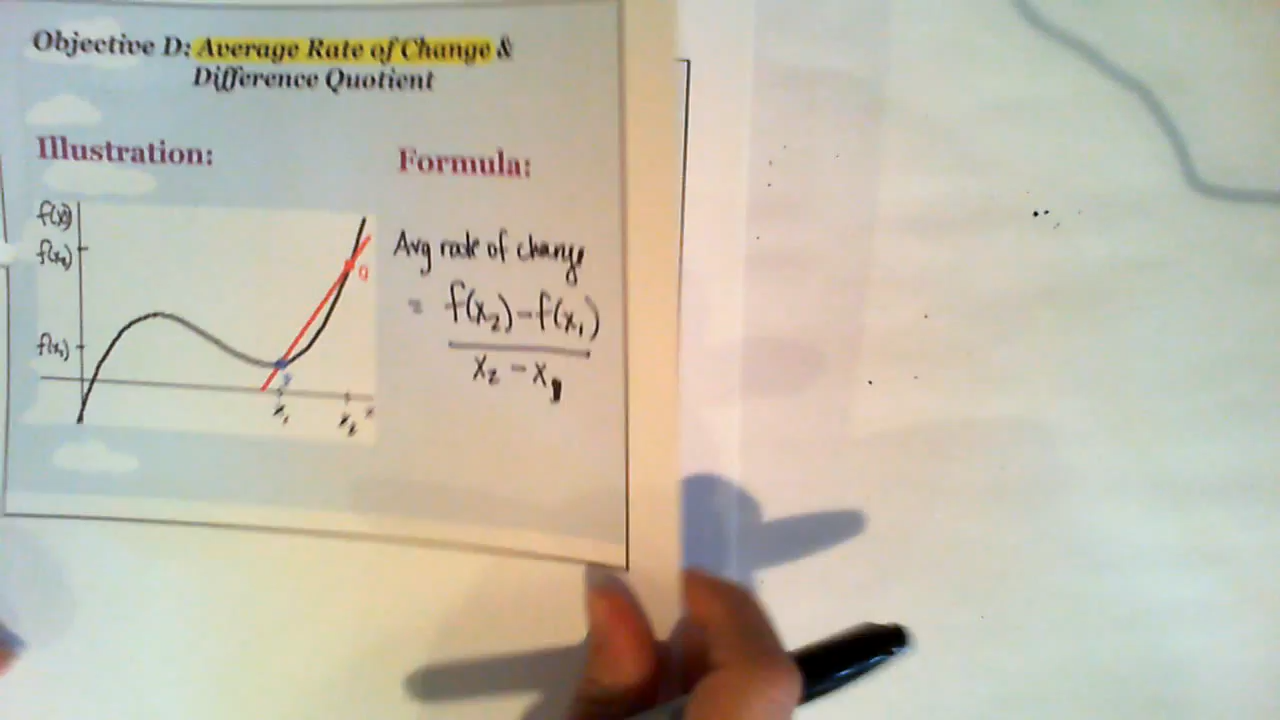 Objective D: Average Rate of Change &
Difference Quotient
Illustration:
Formula:
f(x)
f(x₂)
f(x₁)
Q
x₁
x₂
x
Avg rate of change
= f(x₂)-f(x₁)
x₂ - x₁